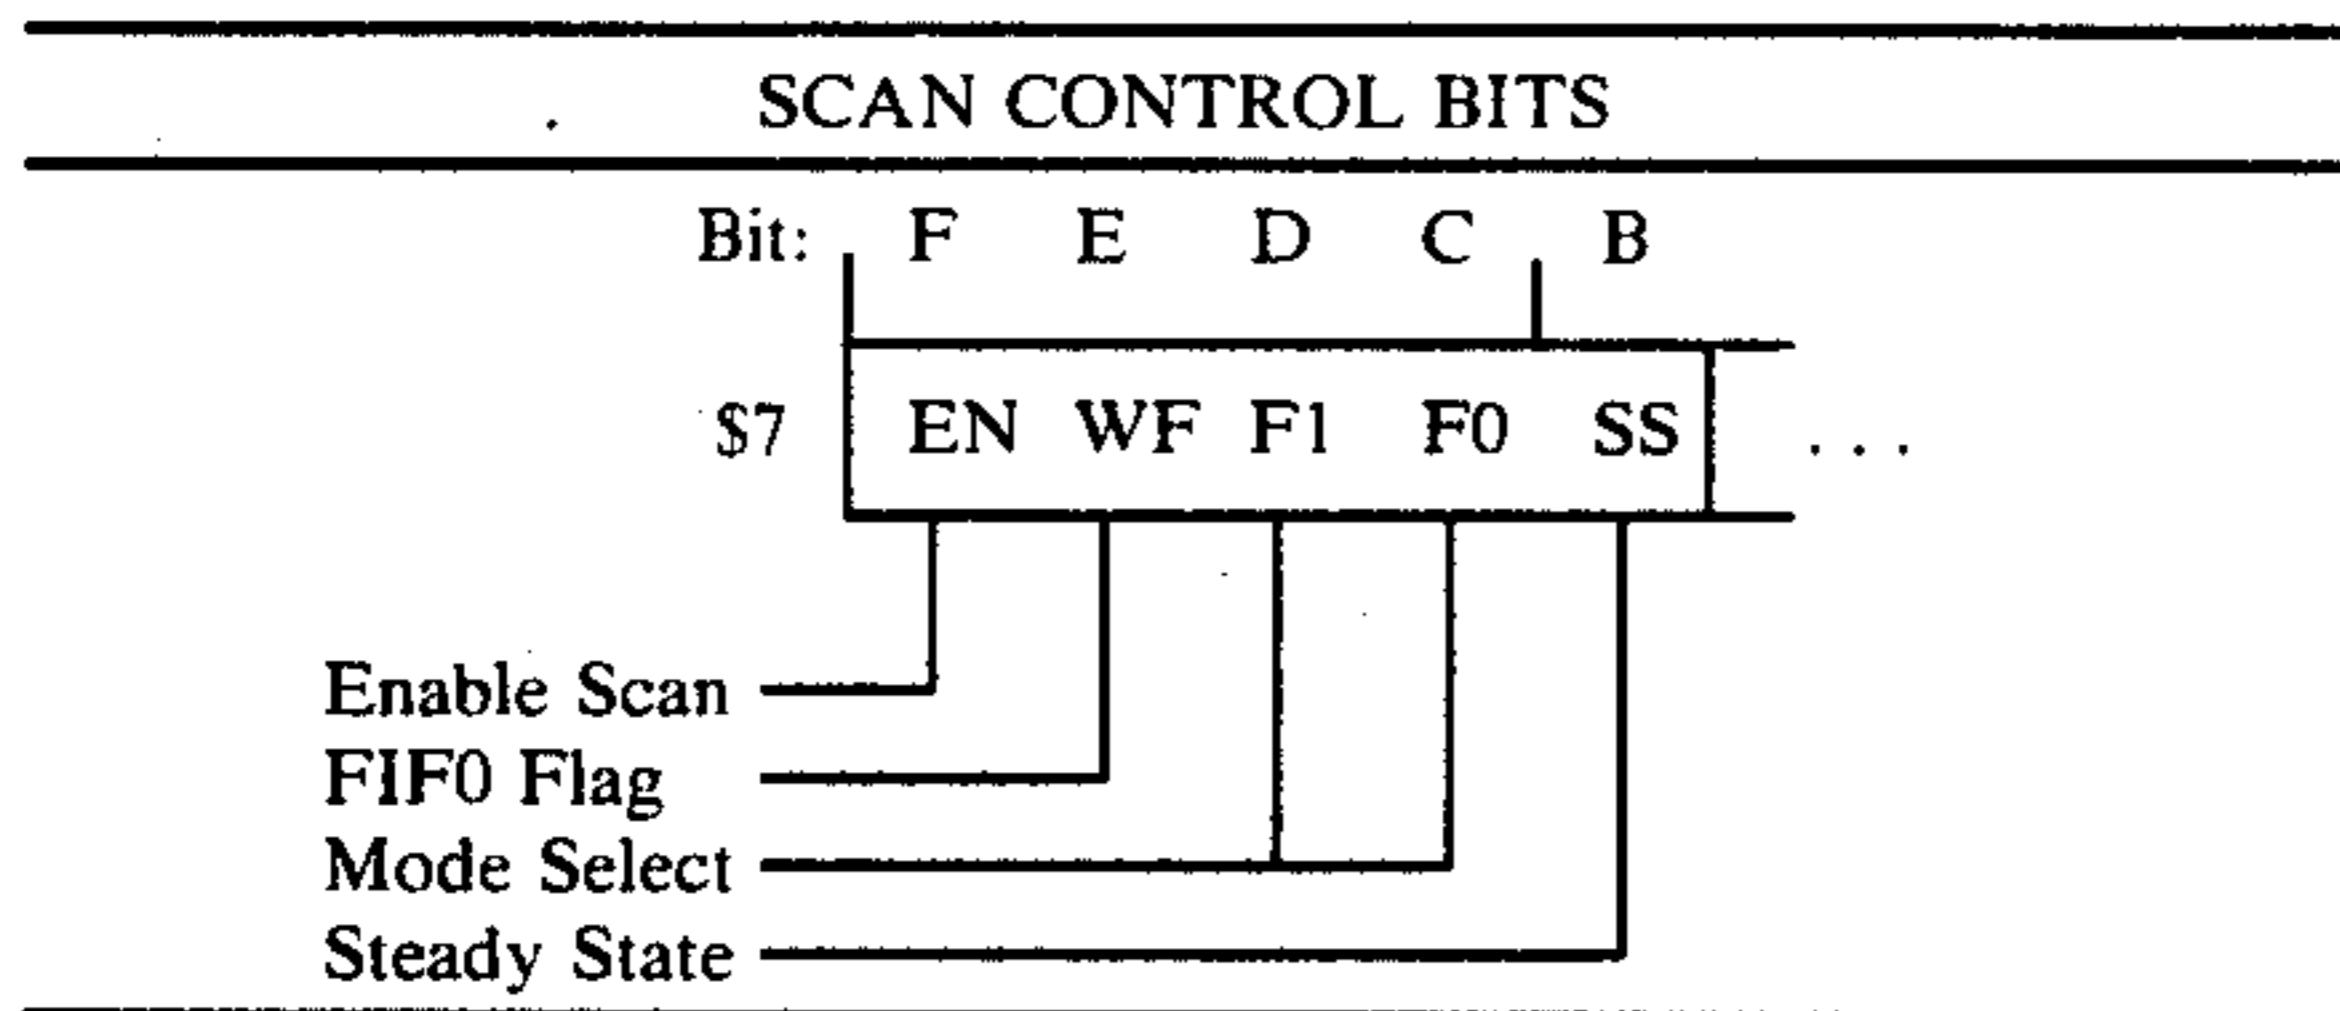 SCAN CONTROL BITS
Bit: F E D C B
$7 EN WF F1 F0 SS ...
Enable Scan
FIF0 Flag
Mode Select
Steady State